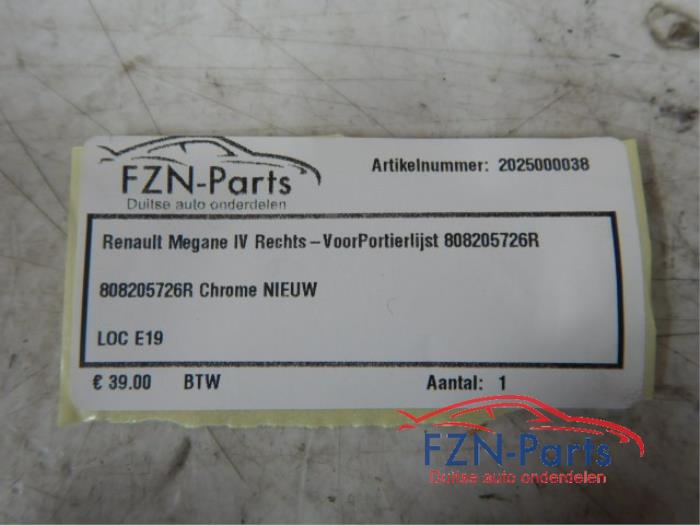 FZN-Parts
Duitse auto onderdelen
Artikelnummer: 2025000038
Renault Megane IV Rechts-VoorPortierlijst 808205726R
808205726R Chrome NIEUW
LOC E19
€ 39.00 BTW Aantal: 1
FZN-Parts
Duitse auto onderdelen